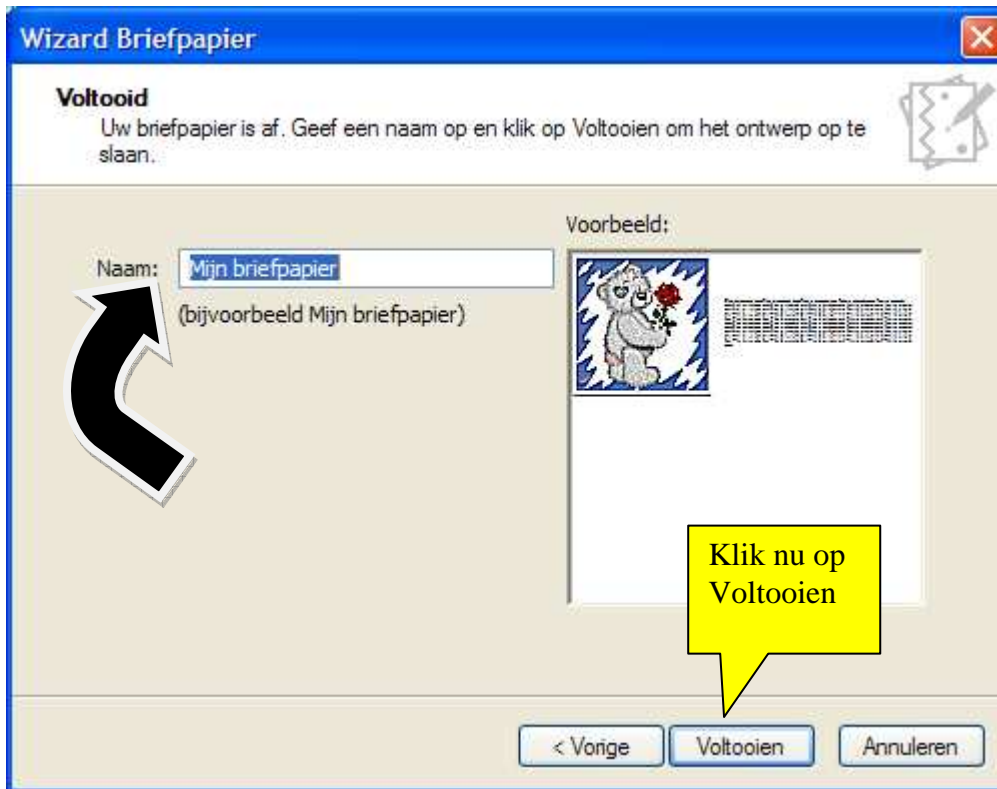 Wizard Briefpapier
Voltooid
Uw briefpapier is af. Geef een naam op en klik op Voltooien om het ontwerp op te
slaan.
Voorbeeld:
Naam: Mijn briefpapier
(bijvoorbeeld Mijn briefpapier)
Klik nu op
Voltooien
< Vorige Voltooien Annuleren